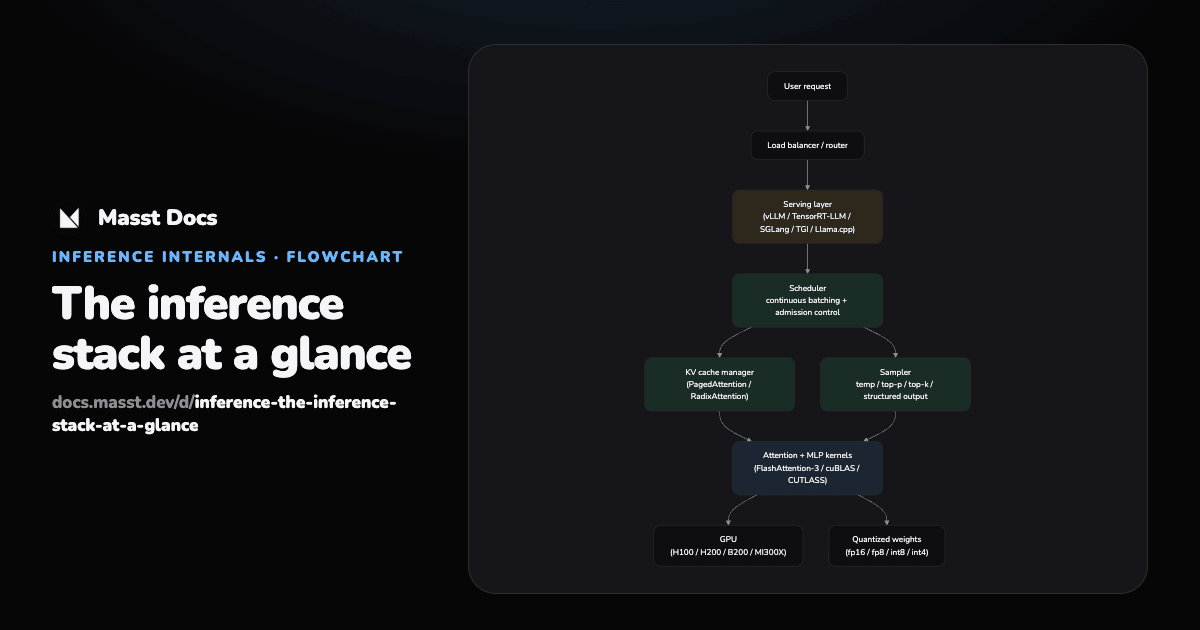 Masst Docs
INFERENCE INTERNALS · FLOWCHART
The inference
stack at a glance
docs.masst.dev/d/inference-the-inference-
stack-at-a-glance
User request
Load balancer / router
Serving layer
(vLLM / TensorRT-LLM /
SGLang / TGI / Llama.cpp)
Scheduler
continuous batching +
admission control
KV cache manager
(PagedAttention /
RadixAttention)
Sampler
temp / top-p / top-k /
structured output
Attention + MLP kernels
(FlashAttention-3 / cuBLAS /
CUTLASS)
GPU
(H100 / H200 / B200 / MI300X)
Quantized weights
(fp16 / fp8 / int8 / int4)